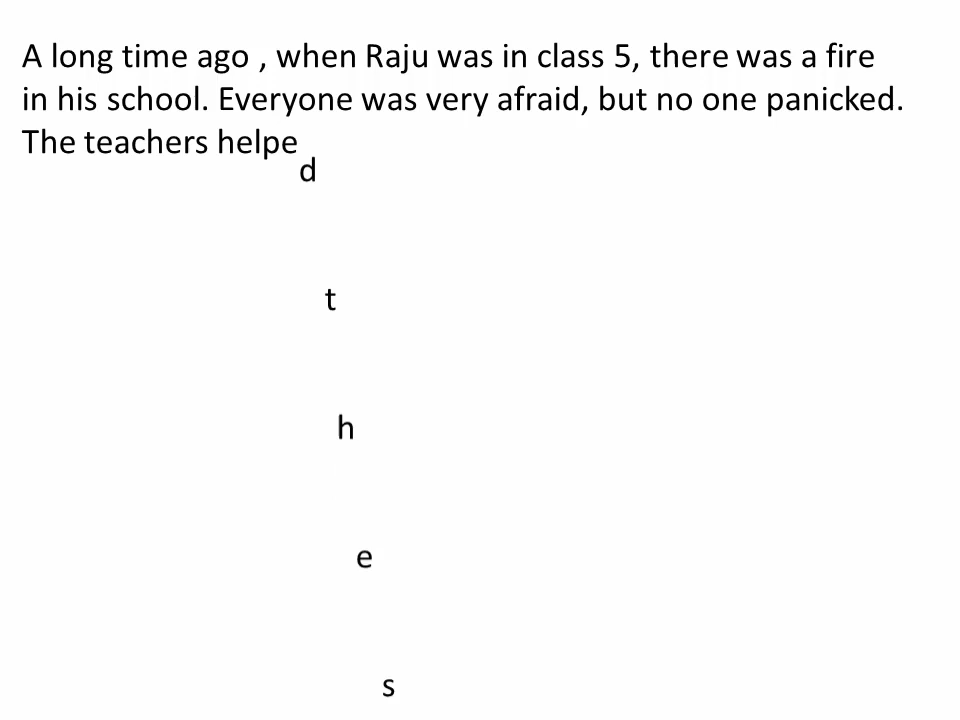 A long time ago , when Raju was in class 5, there was a fire
in his school. Everyone was very afraid, but no one panicked.
The teachers helpe
d
t
h
e
s